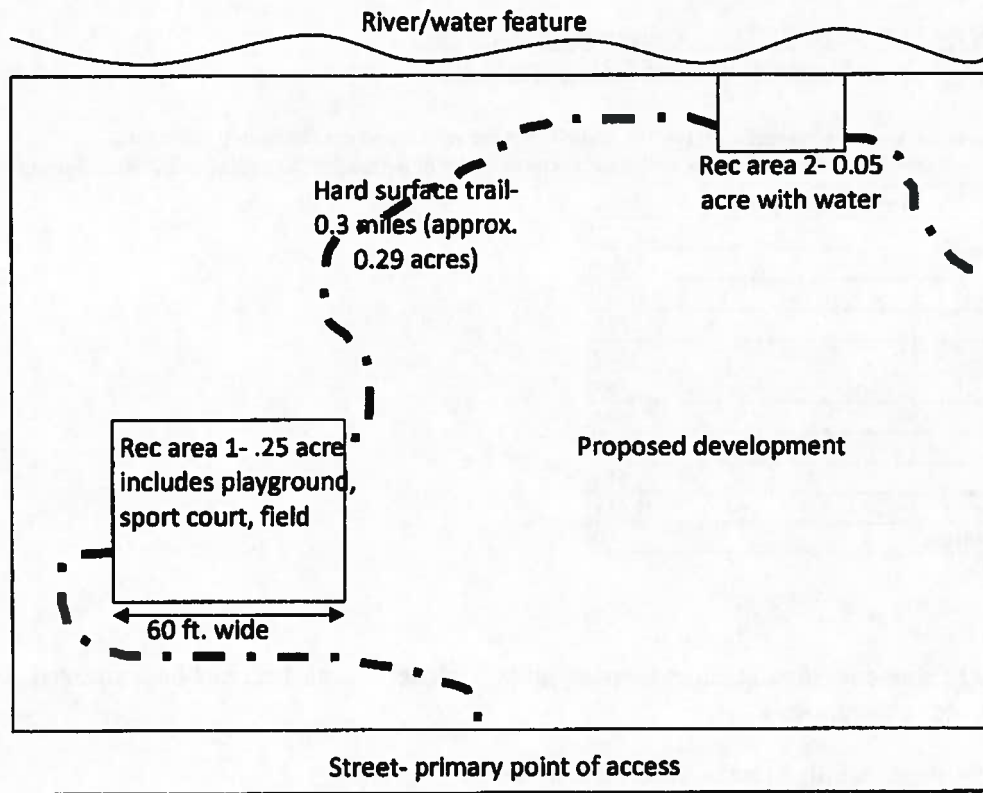 River/water feature
Rec area 2- 0.05
acre with water
Hard surface trail-
0.3 miles (approx.
0.29 acres)
Rec area 1- .25 acre
includes playground,
sport court, field
Proposed development
60 ft. wide
Street- primary point of access